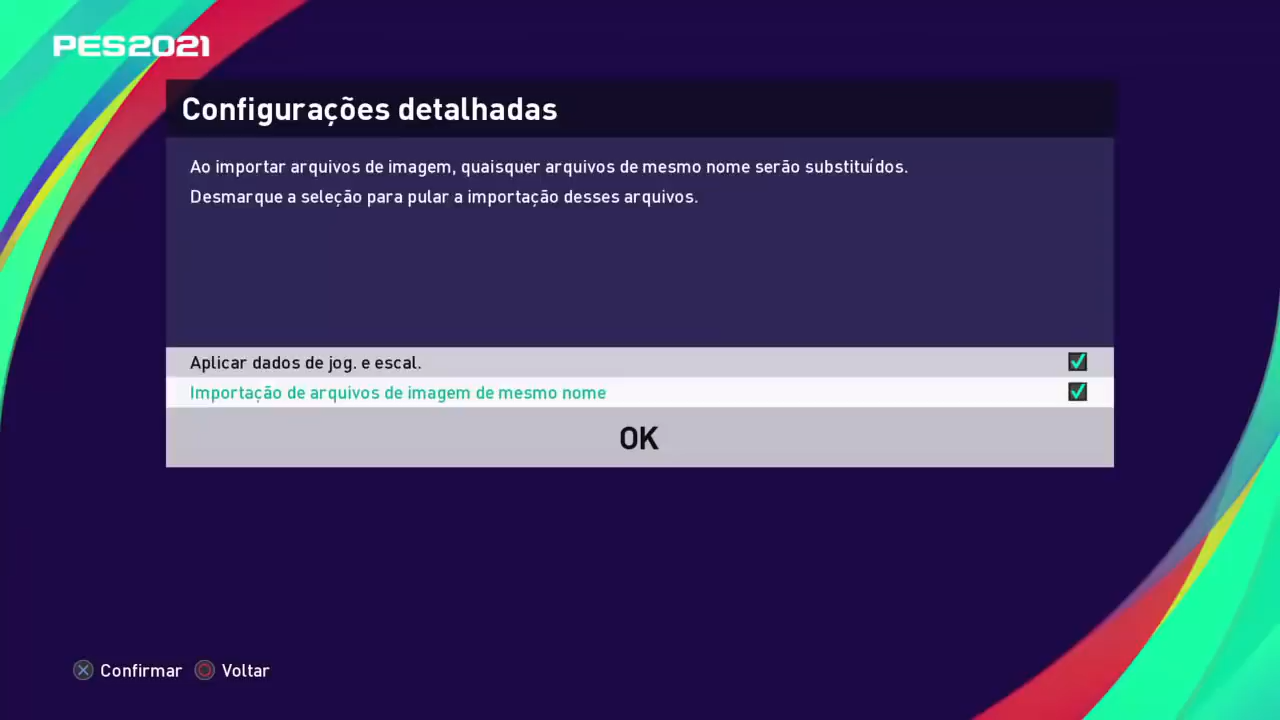 PES2021
Configurações detalhadas
Ao importar arquivos de imagem, quaisquer arquivos de mesmo nome serão substituídos.
Desmarque a seleção para pular a importação desses arquivos.
Aplicar dados de jog. e escal.
Importação de arquivos de imagem de mesmo nome
OK
Confirmar Voltar